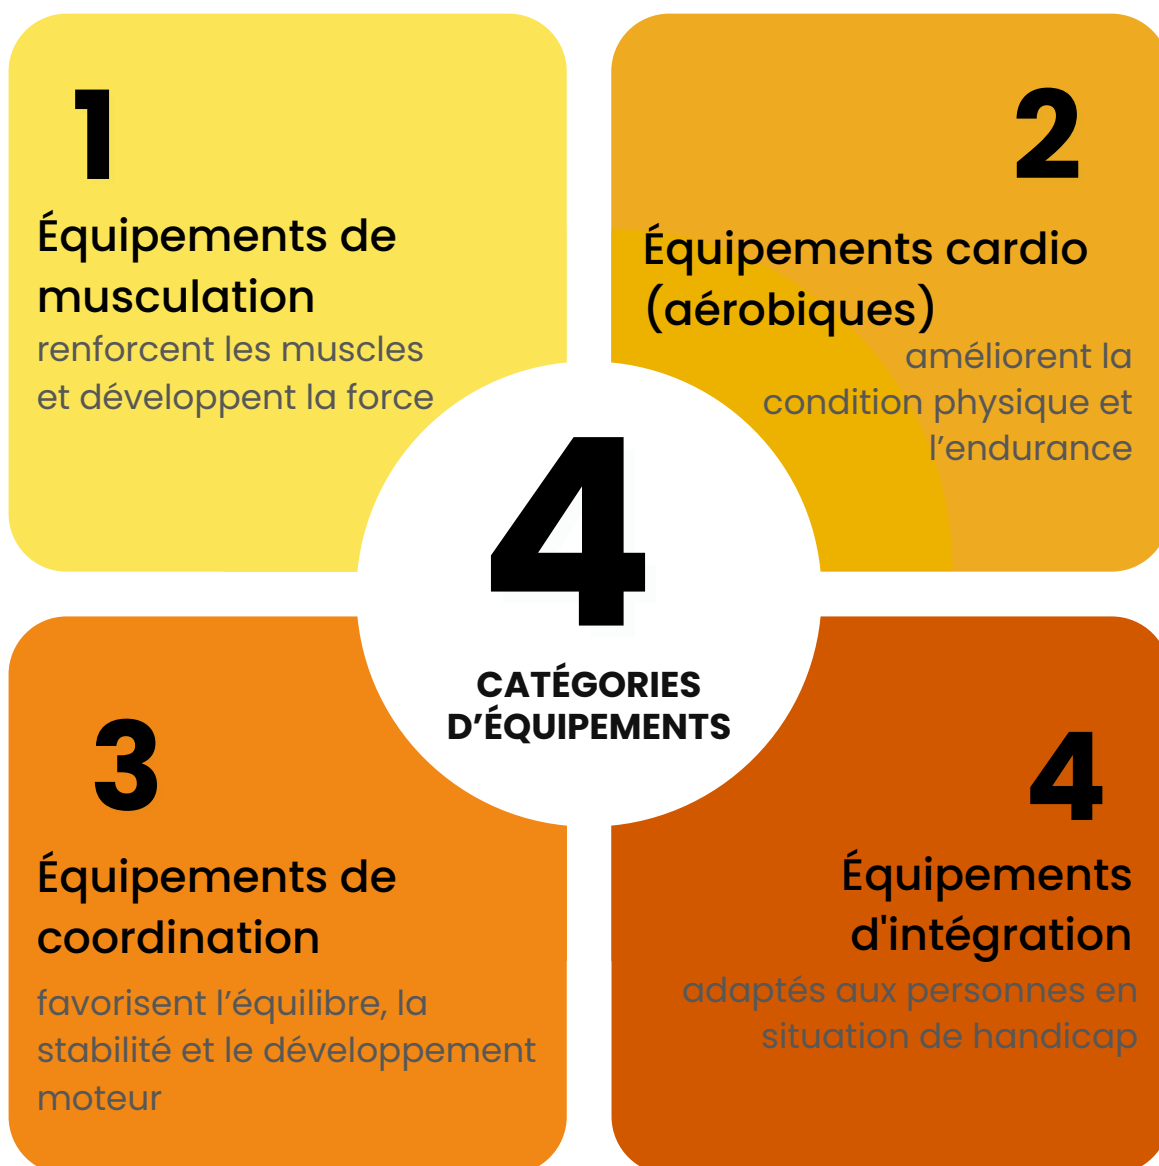 1
Équipements de
musculation
renforcent les muscles
et développent la force
2
Équipements cardio
(aérobiques)
améliorent la
condition physique et
l’endurance
4
CATÉGORIES
D’ÉQUIPEMENTS
3
Équipements de
coordination
favorisent l’équilibre, la
stabilité et le développement
moteur
4
Équipements
d'intégration
adaptés aux personnes en
situation de handicap